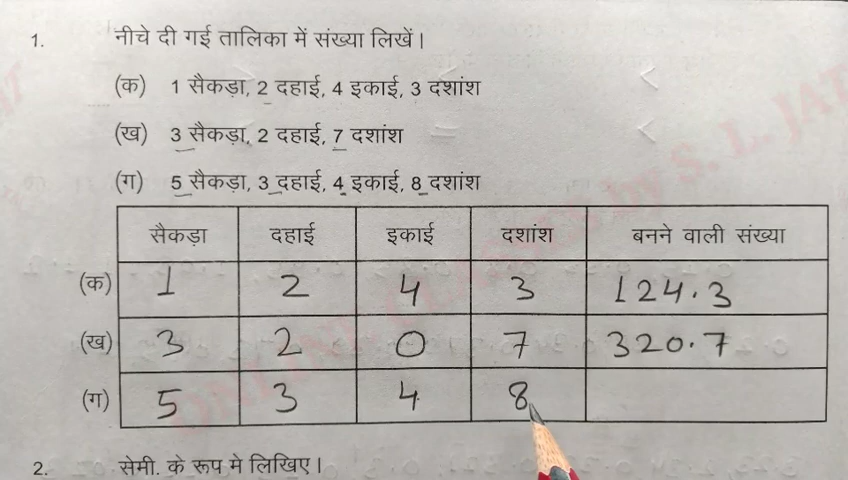 1. नीचे दी गई तालिका में संख्या लिखें।
(क) 1 सैकड़ा, 2 दहाई, 4 इकाई, 3 दशांश
(ख) 3 सैकड़ा, 2 दहाई, 7 दशांश
(ग) 5 सैकड़ा, 3 दहाई, 4 इकाई, 8 दशांश
सैकड़ा दहाई इकाई दशांश बनने वाली संख्या
(क) 1 2 4 3 124.3
(ख) 3 2 0 7 320.7
(ग) 5 3 4 8
2. सेमी. के रूप मे लिखिए।